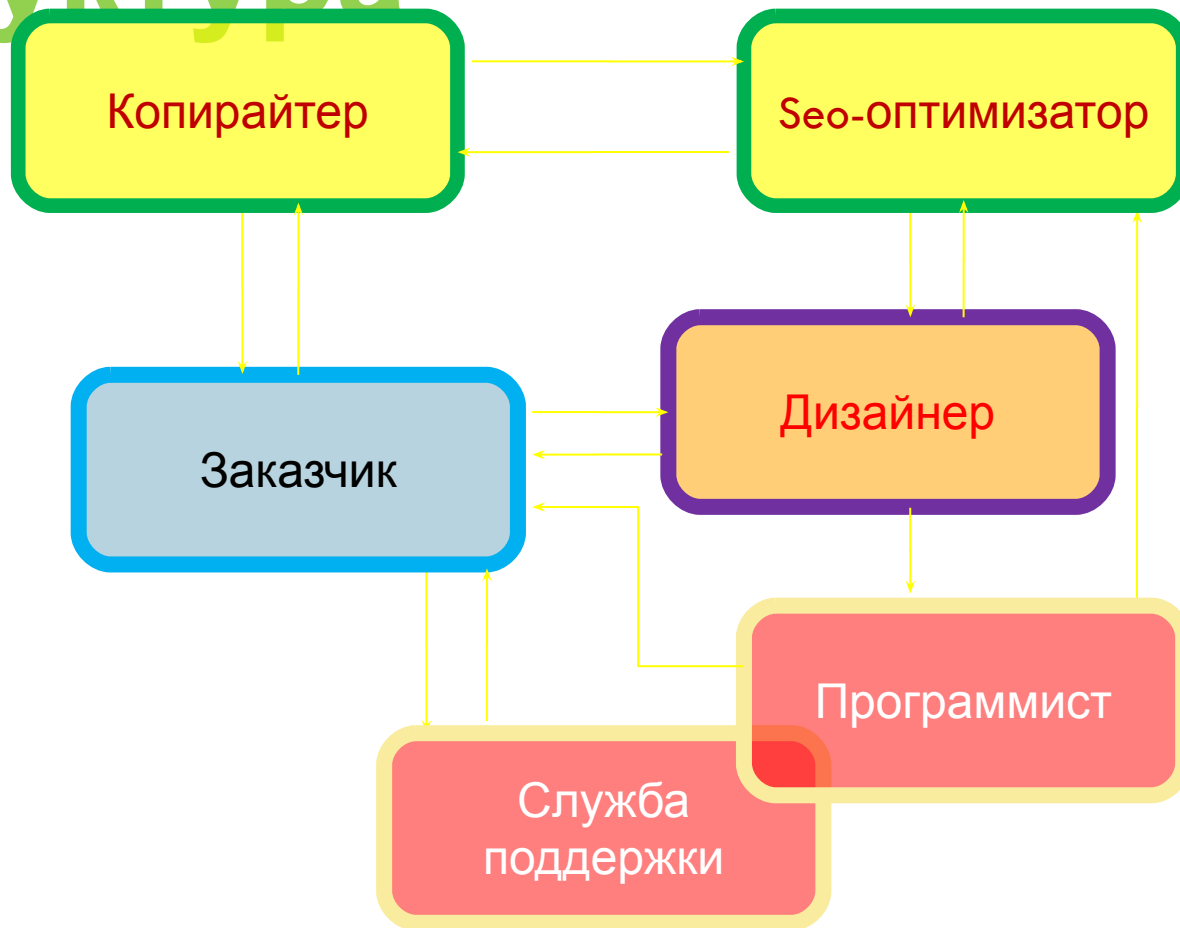 Копирайтер
Seo-оптимизатор
Дизайнер
Заказчик
Программист
Служба
поддержки